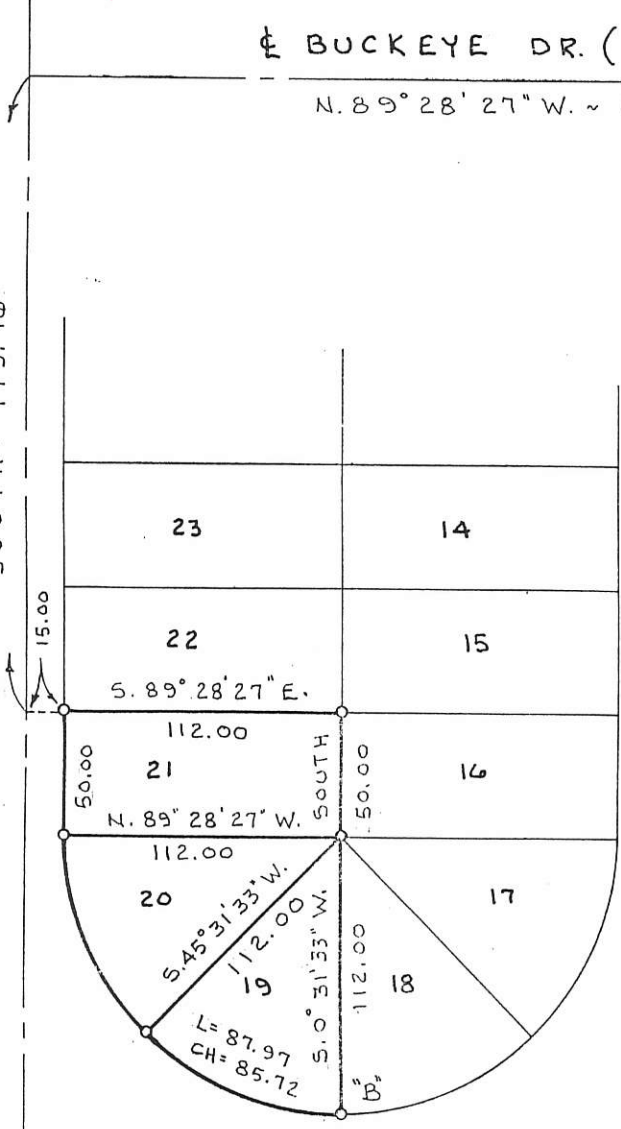 ℄ BUCKEYE DR. (
N. 89° 28' 27" W. ~
15.00
23
14
22
15
S. 89° 28' 27" E.
112.00
50.00
21
SOUTH
50.00
16
N. 89" 28' 27" W.
112.00
20
S. 45° 31' 33" W.
112.00
17
19
S. 0° 31' 33" W.
112.00
18
L= 87.97
CH= 85.72
"B"